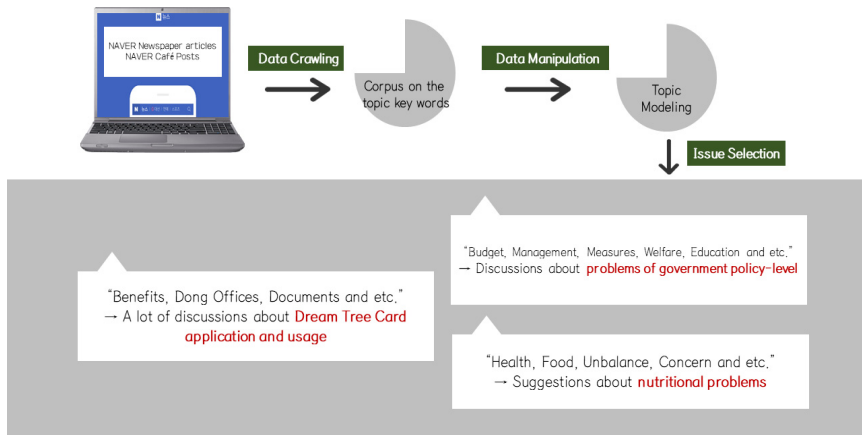 NAVER Newspaper articles
NAVER Café Posts
Data Crawling
Corpus on the
topic key words
Data Manipulation
Topic
Modeling
Issue Selection
“Budget, Management, Measures, Welfare, Education and etc.”
→ Discussions about problems of government policy-level
“Benefits, Dong Offices, Documents and etc.”
→ A lot of discussions about Dream Tree Card
application and usage
“Health, Food, Unbalance, Concern and etc.”
→ Suggestions about nutritional problems